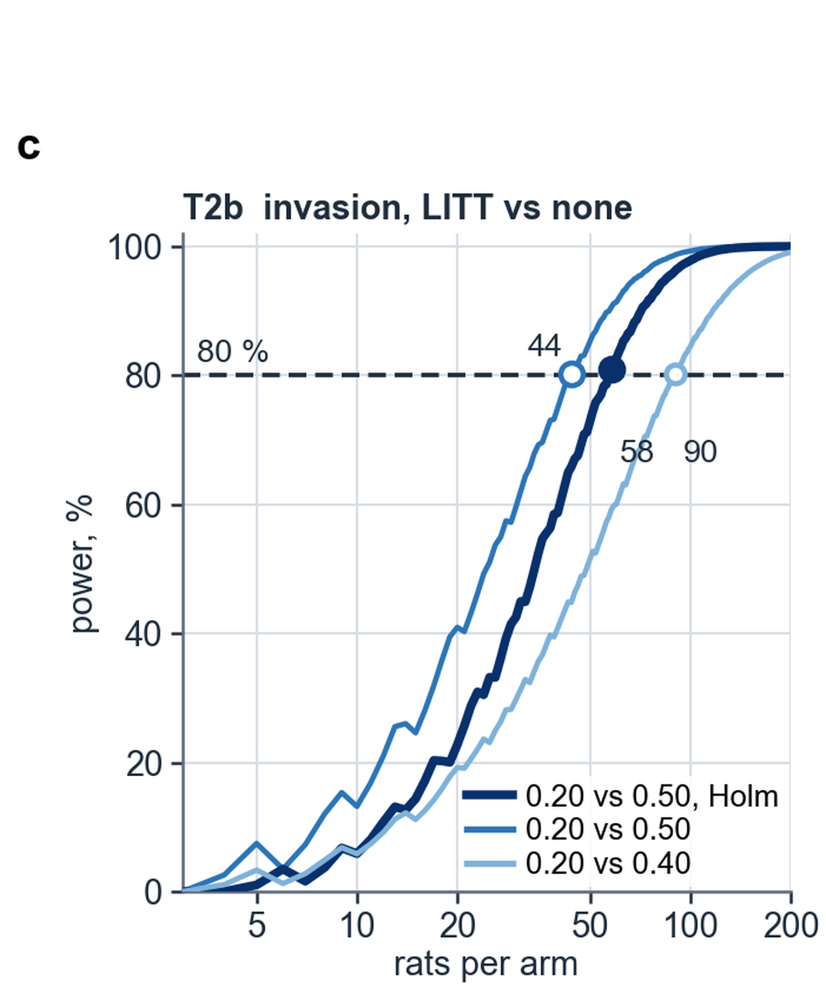 c
T2b  invasion, LITT vs none
100
80 %
44
80
58
90
60
40
20
0
power, %
0.20 vs 0.50, Holm
0.20 vs 0.50
0.20 vs 0.40
5 10 20 50 100 200
rats per arm